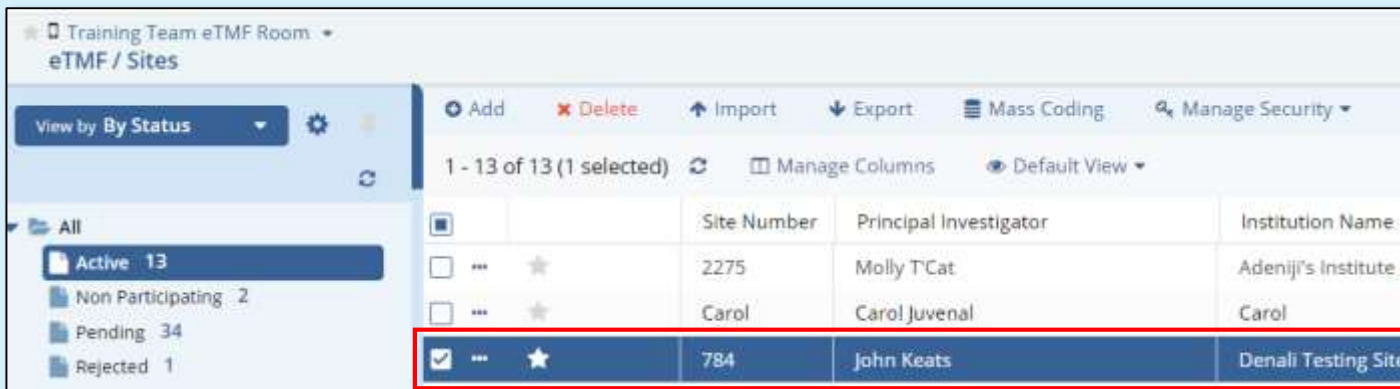 Training Team eTMF Room
eTMF / Sites
View by By Status
Add Delete Import Export Mass Coding Manage Security
1 - 13 of 13 (1 selected) Manage Columns Default View
All
Active 13
Non Participating 2
Pending 34
Rejected 1
Site Number Principal Investigator Institution Name
2275 Molly T'Cat Adeniji's Institute
Carol Carol Juvenal Carol
784 John Keats Denali Testing Site